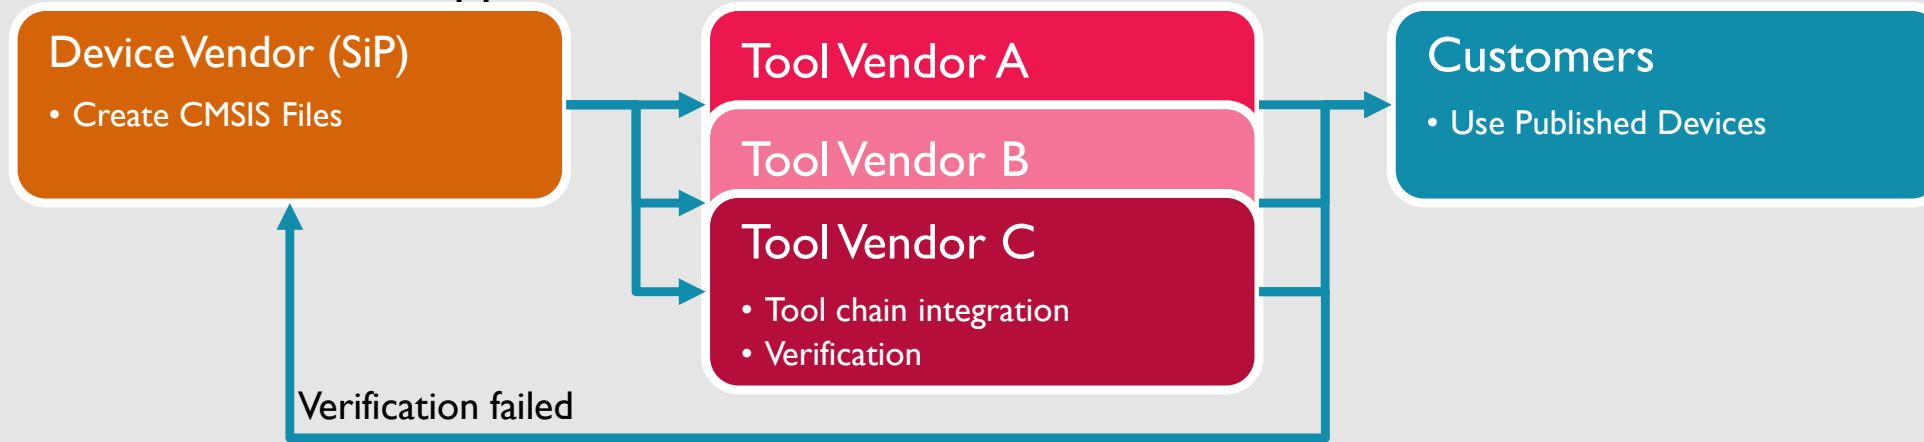 Device Vendor (SiP)
• Create CMSIS Files
Tool Vendor A
Tool Vendor B
Tool Vendor C
• Tool chain integration
• Verification
Customers
• Use Published Devices
Verification failed